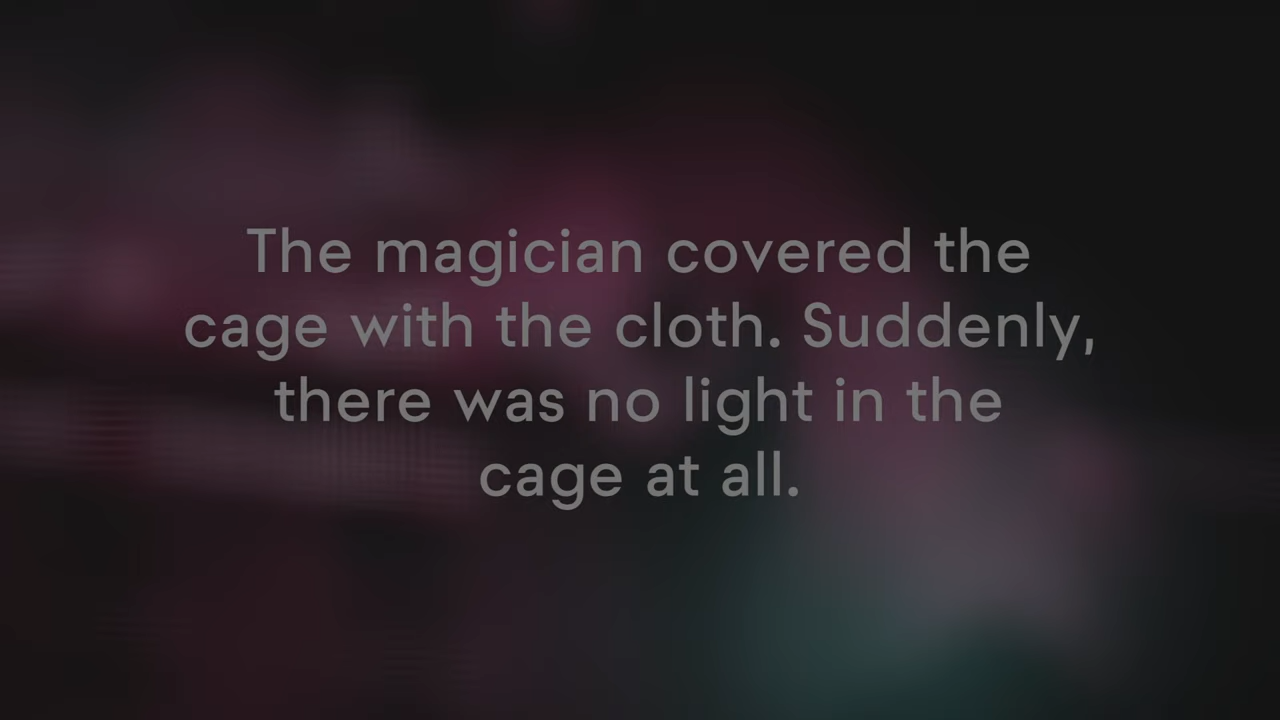 The magician covered the
cage with the cloth. Suddenly,
there was no light in the
cage at all.